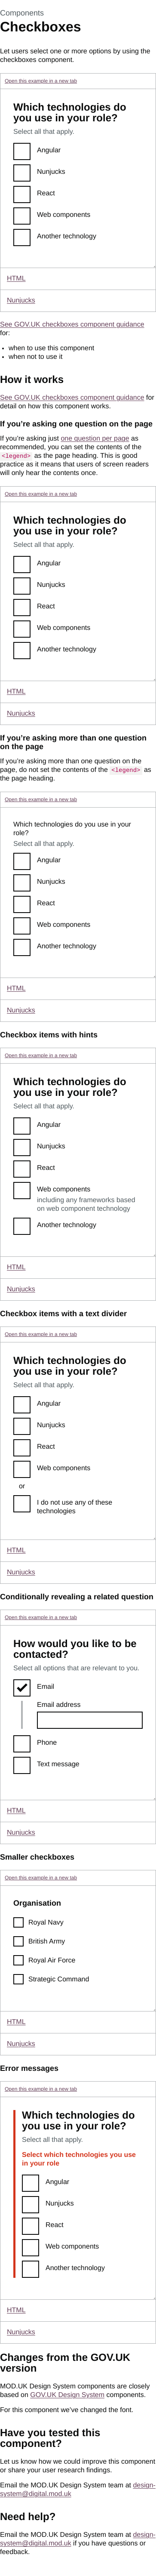 Components
Checkboxes
Let users select one or more options by using the
checkboxes component.
Open this example in a new tab
Which technologies do
you use in your role?
Select all that apply.
Angular
Nunjucks
React
Web components
Another technology
HTML
Nunjucks
See GOV.UK checkboxes component guidance
for:
• when to use this component
• when not to use it
How it works
See GOV.UK checkboxes component guidance for
detail on how this component works.
If you're asking one question on the page
If you're asking just one question per page as
recommended, you can set the contents of the
<legend> as the page heading. This is good
practice as it means that users of screen readers
will only hear the contents once.
Open this example in a new tab
Which technologies do
you use in your role?
Select all that apply.
Angular
Nunjucks
React
Web components
Another technology
HTML
Nunjucks
If you're asking more than one question
on the page
If you're asking more than one question on the
page, do not set the contents of the <legend> as
the page heading.
Open this example in a new tab
Which technologies do you use in your
role?
Select all that apply.
Angular
Nunjucks
React
Web components
Another technology
HTML
Nunjucks
Checkbox items with hints
Open this example in a new tab
Which technologies do
you use in your role?
Select all that apply.
Angular
Nunjucks
React
Web components
including any frameworks based
on web component technology
Another technology
HTML
Nunjucks
Checkbox items with a text divider
Open this example in a new tab
Which technologies do
you use in your role?
Select all that apply.
Angular
Nunjucks
React
Web components
or
I do not use any of these
technologies
HTML
Nunjucks
Conditionally revealing a related question
Open this example in a new tab
How would you like to be
contacted?
Select all options that are relevant to you.
Email
Email address
Phone
Text message
HTML
Nunjucks
Smaller checkboxes
Open this example in a new tab
Organisation
Royal Navy
British Army
Royal Air Force
Strategic Command
HTML
Nunjucks
Error messages
Open this example in a new tab
Which technologies do
you use in your role?
Select all that apply.
Select which technologies you use
in your role
Angular
Nunjucks
React
Web components
Another technology
HTML
Nunjucks
Changes from the GOV.UK
version
MOD.UK Design System components are closely
based on GOV.UK Design System components.
For this component we've changed the font.
Have you tested this
component?
Let us know how we could improve this component
or share your user research findings.
Email the MOD.UK Design System team at design-
system@digital.mod.uk
Need help?
Email the MOD.UK Design System team at design-
system@digital.mod.uk if you have questions or
feedback.